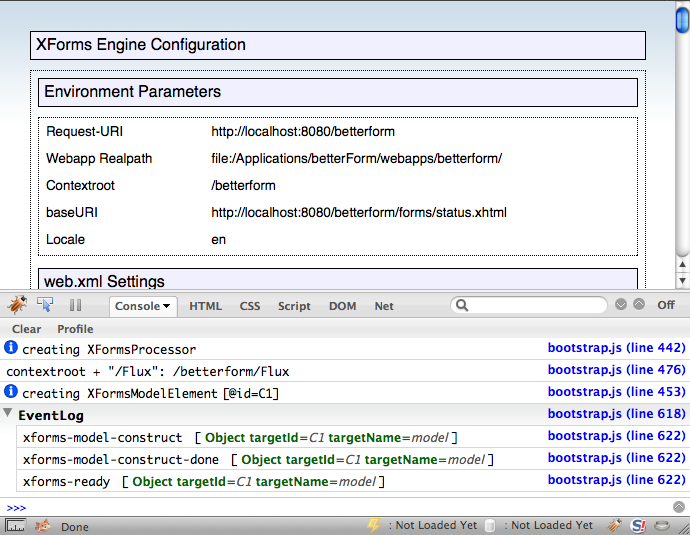 XForms Engine Configuration
Environment Parameters
Request-URI http://localhost:8080/betterform
Webapp Realpath file:/Applications/betterForm/webapps/betterform/
Contextroot /betterform
baseURI http://localhost:8080/betterform/forms/status.xhtml
Locale en
web.xml Settings
Console HTML CSS Script DOM Net Off
Clear Profile
creating XFormsProcessor bootstrap.js (line 442)
contextroot + "/Flux": /betterform/Flux bootstrap.js (line 476)
creating XFormsModelElement [@id=C1] bootstrap.js (line 453)
EventLog bootstrap.js (line 618)
xforms-model-construct [ Object targetId=C1 targetName=model ] bootstrap.js (line 622)
xforms-model-construct-done [ Object targetId=C1 targetName=model ] bootstrap.js (line 622)
xforms-ready [ Object targetId=C1 targetName=model ] bootstrap.js (line 622)
>>>
Done : Not Loaded Yet : Not Loaded Yet S!